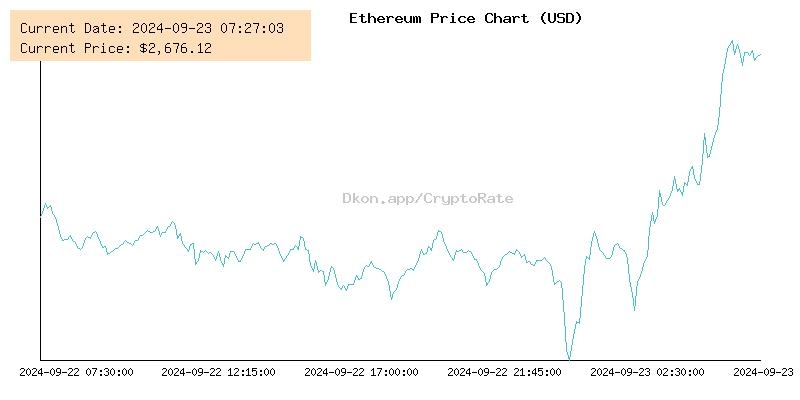 Ethereum Price Chart (USD)
Current Date: 2024-09-23 07:27:03
Current Price: $2,676.12
Dkon.app/CryptoRate
2024-09-22 07:30:00 2024-09-22 12:15:00 2024-09-22 17:00:00 2024-09-22 21:45:00 2024-09-23 02:30:00 2024-09-23